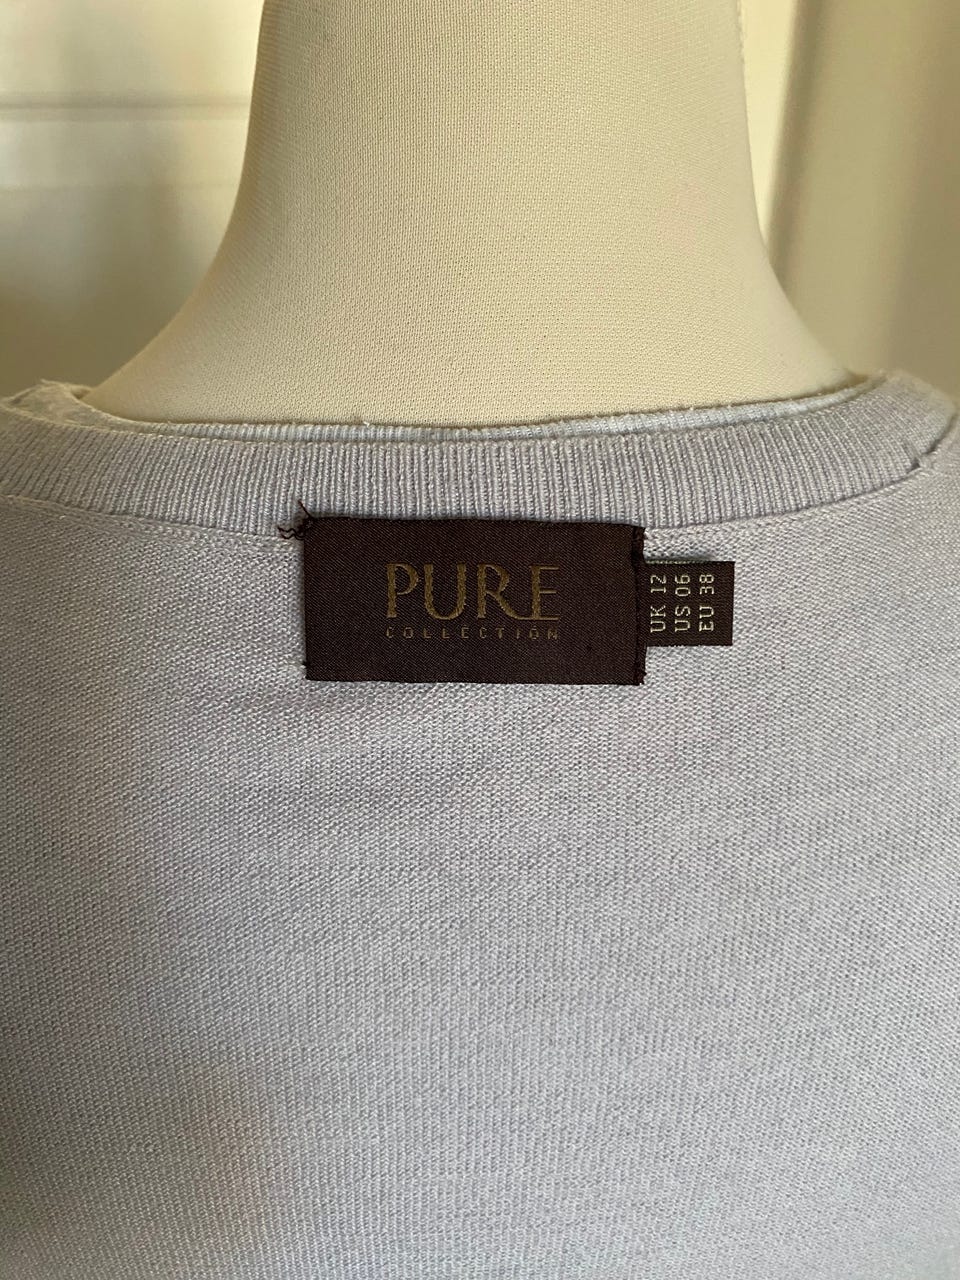 PURE
COLLECTION
UK 12
US 06
EU 38